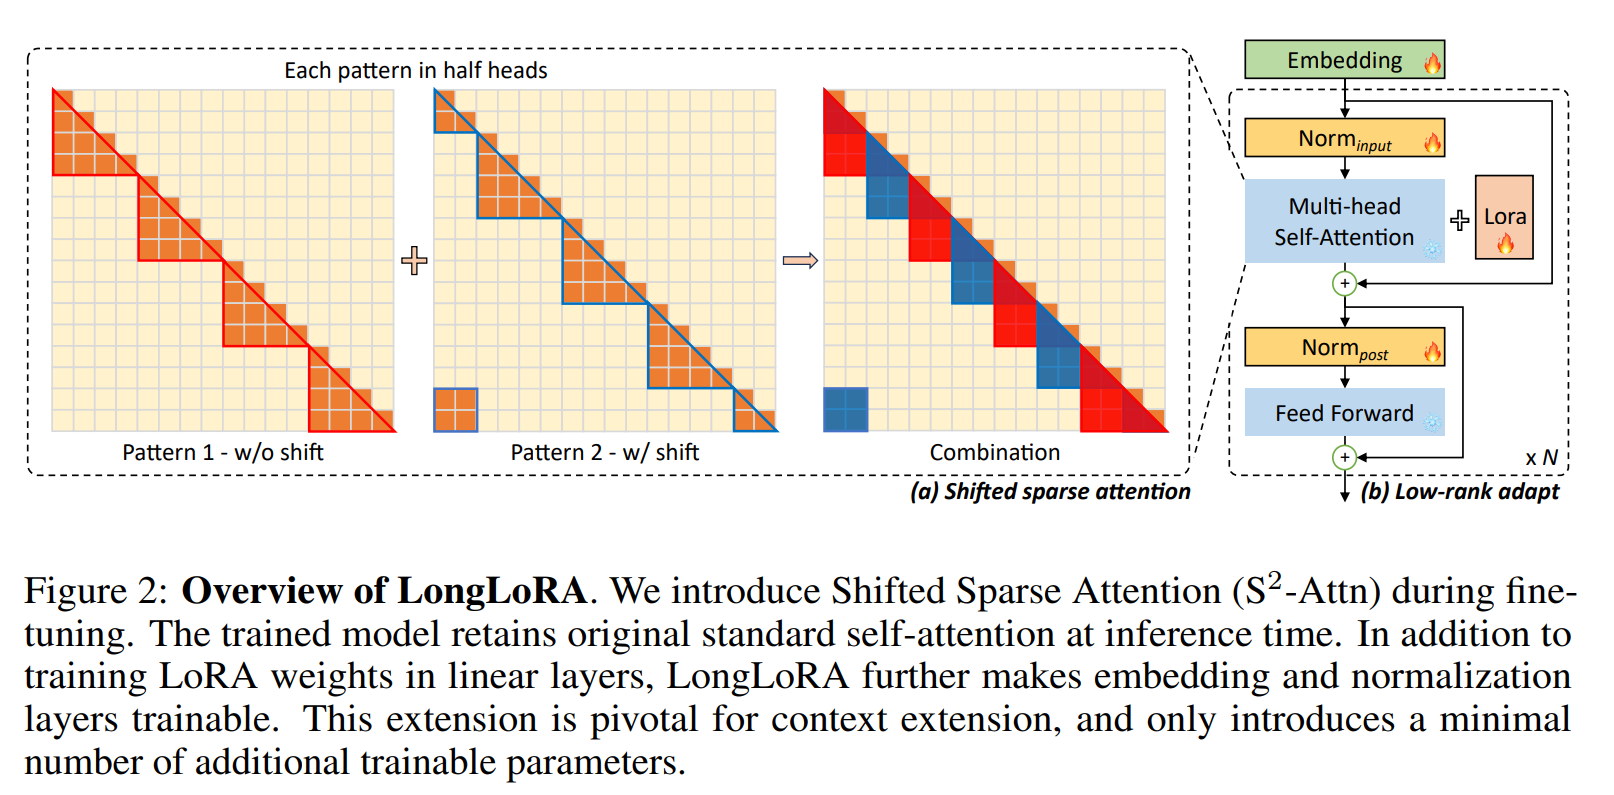 Each pattern in half heads
Pattern 1 - w/o shift
Pattern 2 - w/ shift
Combination
(a) Shifted sparse attention
Embedding
Norm input
Multi-head
Self-Attention
Lora
+
Norm post
Feed Forward
+
x N
(b) Low-rank adapt
Figure 2: Overview of LongLoRA. We introduce Shifted Sparse Attention (S²-Attn) during fine-
tuning. The trained model retains original standard self-attention at inference time. In addition to
training LoRA weights in linear layers, LongLoRA further makes embedding and normalization
layers trainable. This extension is pivotal for context extension, and only introduces a minimal
number of additional trainable parameters.